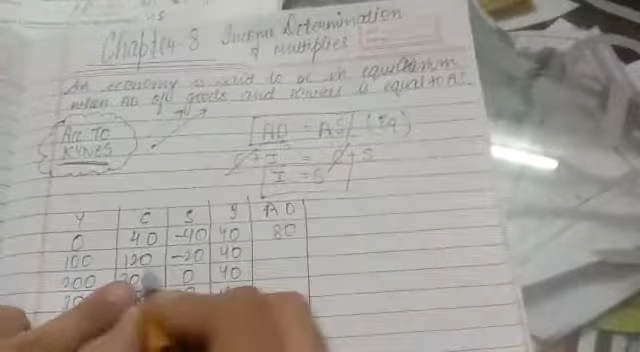 Chapter-8 Income Determination
& Multiplier
An economy is said to be in equilibrium
when AD of goods and services is equal to AS.
ACC TO
KYNES
AD = AS (Eq)
C+I = C+S
I = S
Y C S I AD
0 40 -40 40 80
100 120 -20 40
200 20 0 40